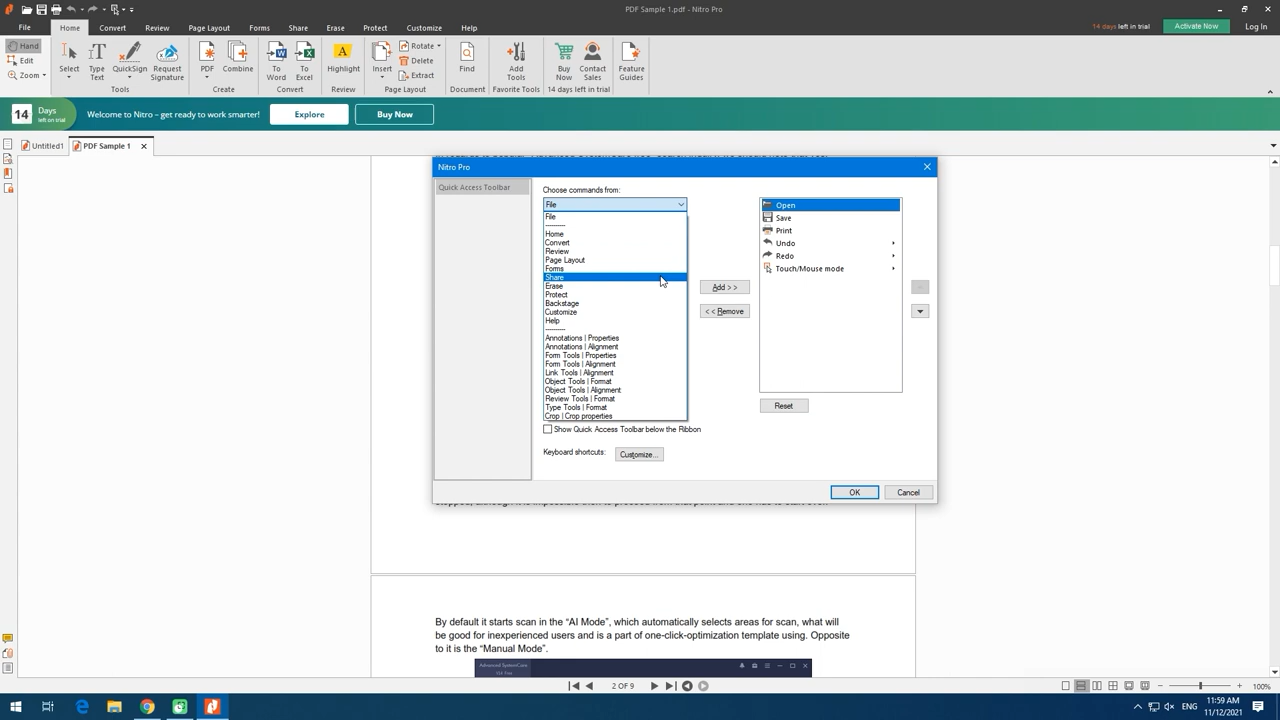 PDF Sample 1.pdf - Nitro Pro
File Home Convert Review Page Layout Forms Share Erase Protect Customize Help
14 days left in trial Activate Now Log In
Hand
Edit
Zoom
Select
Type Text
QuickSign
Request Signature
Tools
PDF
Combine
Create
To Word
To Excel
Convert
Highlight
Review
Insert
Rotate
Delete
Extract
Page Layout
Find
Document
Add Tools
Favorite Tools
Buy Now
Contact Sales
14 days left in trial
Feature Guides
14 Days left on trial
Welcome to Nitro – get ready to work smarter!
Explore
Buy Now
Untitled1
PDF Sample 1
Nitro Pro
Quick Access Toolbar
Choose commands from:
File
File
----------
Home
Convert
Review
Page Layout
Forms
Share
Erase
Protect
Backstage
Customize
Help
----------
Annotations | Properties
Annotations | Alignment
Form Tools | Properties
Form Tools | Alignment
Link Tools | Alignment
Object Tools | Format
Object Tools | Alignment
Review Tools | Format
Type Tools | Format
Crop | Crop properties
Add >>
<< Remove
Open
Save
Print
Undo
Redo
Touch/Mouse mode
Reset
Show Quick Access Toolbar below the Ribbon
Keyboard shortcuts: Customize...
OK
Cancel
By default it starts scan in the “AI Mode”, which automatically selects areas for scan, what will
be good for inexperienced users and is a part of one-click-optimization template using. Opposite
to it is the “Manual Mode”.
Advanced SystemCare
2 OF 9
100%
ENG
11:59 AM
11/12/2021